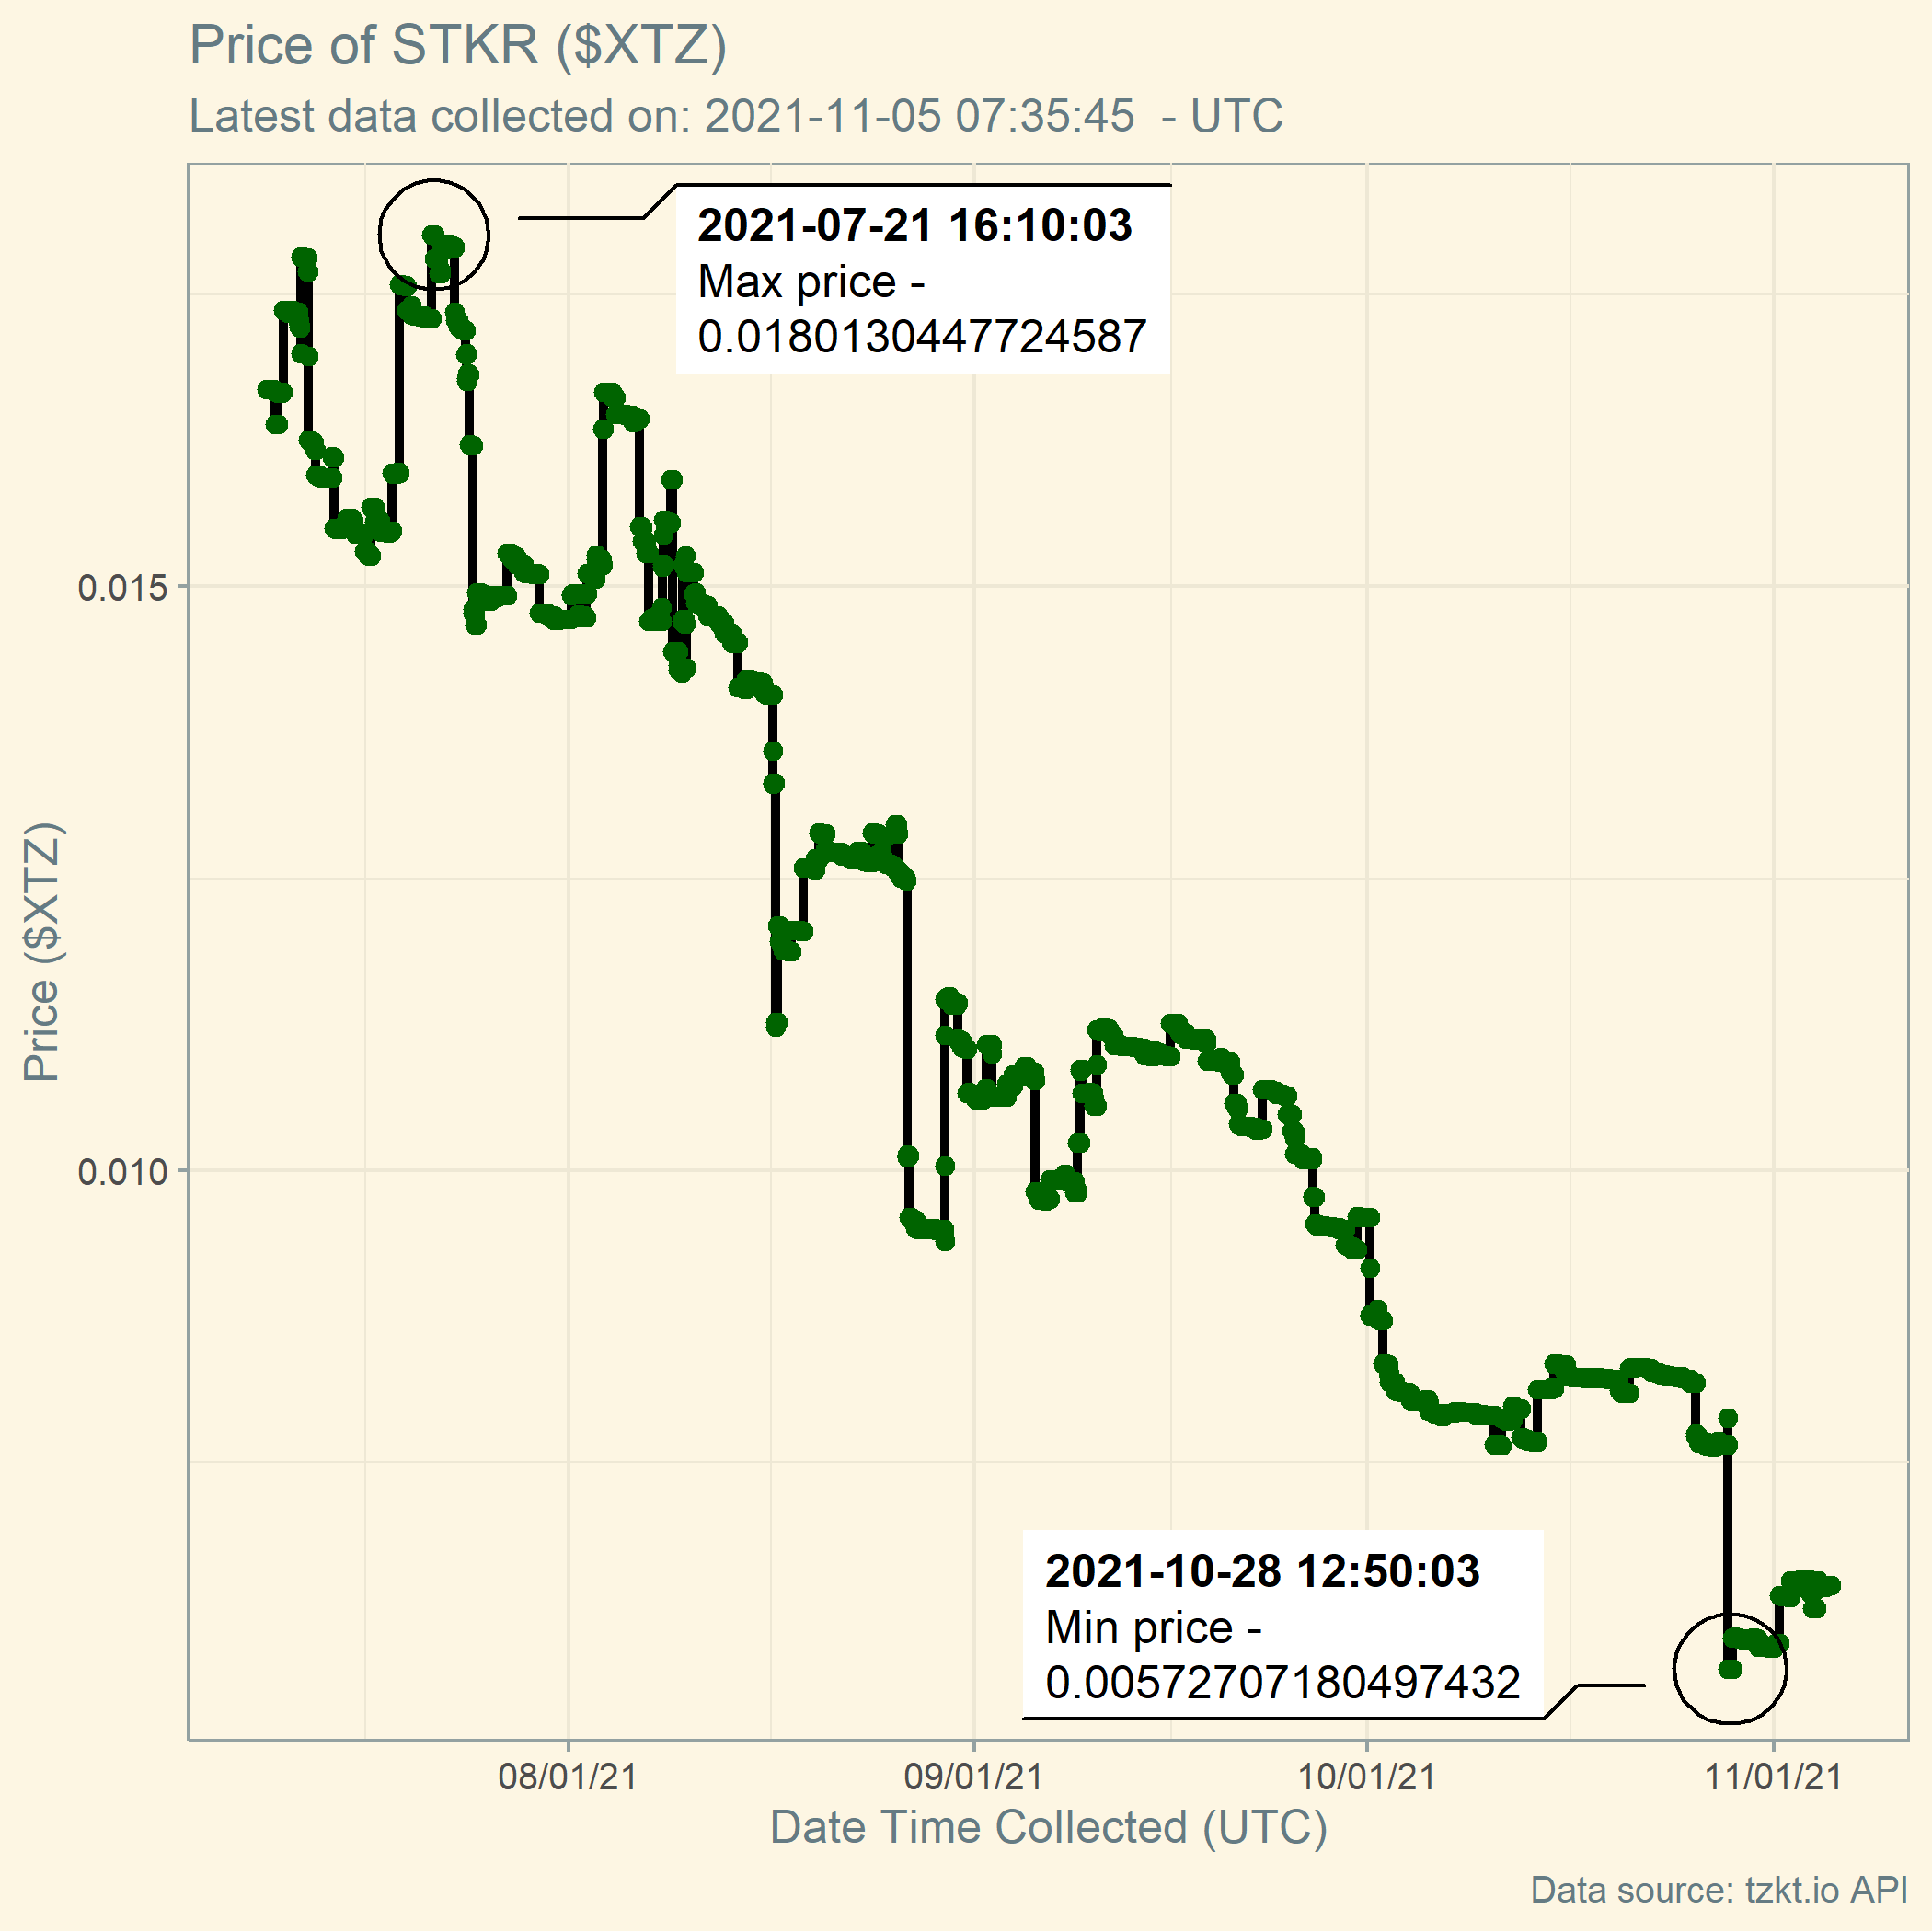 Price of STKR ($XTZ)
Latest data collected on: 2021-11-05 07:35:45  - UTC
2021-07-21 16:10:03
Max price -
0.0180130447724587
0.015
Price ($XTZ)
0.010
2021-10-28 12:50:03
Min price -
0.00572707180497432
08/01/21
09/01/21
10/01/21
11/01/21
Date Time Collected (UTC)
Data source: tzkt.io API